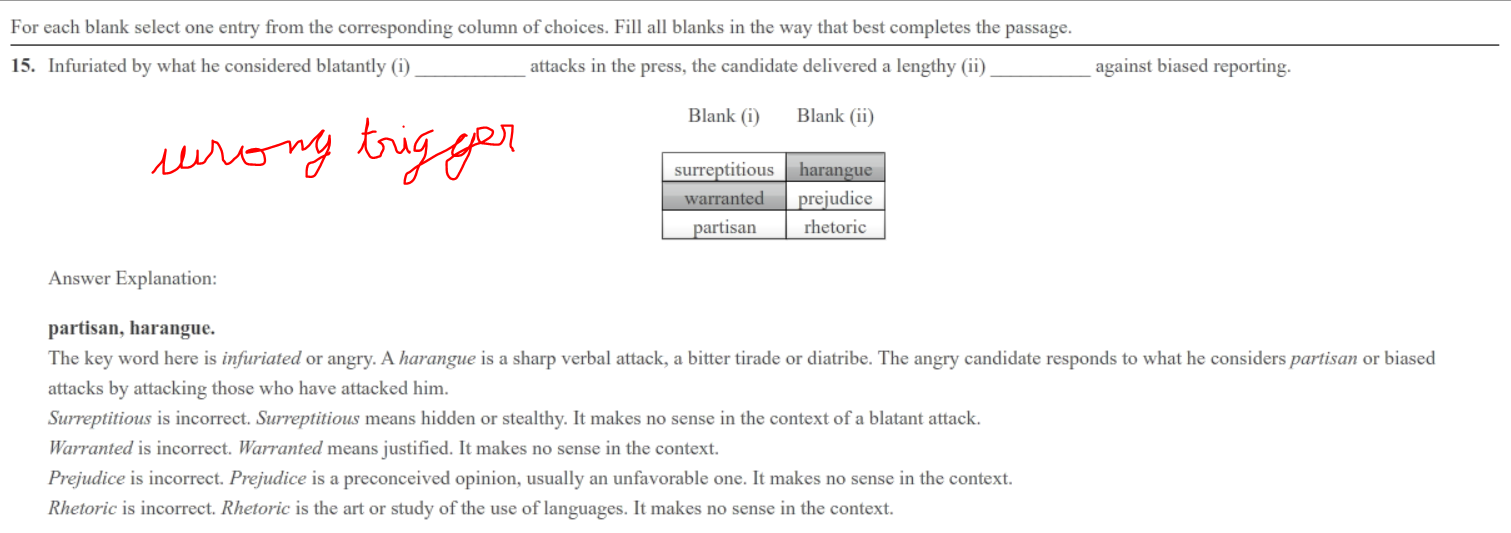 For each blank select one entry from the corresponding column of choices. Fill all blanks in the way that best completes the passage.
15. Infuriated by what he considered blatantly (i) ___________ attacks in the press, the candidate delivered a lengthy (ii) __________ against biased reporting.
Blank (i) Blank (ii)
wrong trigger
surreptitious harangue
warranted prejudice
partisan rhetoric
Answer Explanation:
partisan, harangue.
The key word here is infuriated or angry. A harangue is a sharp verbal attack, a bitter tirade or diatribe. The angry candidate responds to what he considers partisan or biased
attacks by attacking those who have attacked him.
Surreptitious is incorrect. Surreptitious means hidden or stealthy. It makes no sense in the context of a blatant attack.
Warranted is incorrect. Warranted means justified. It makes no sense in the context.
Prejudice is incorrect. Prejudice is a preconceived opinion, usually an unfavorable one. It makes no sense in the context.
Rhetoric is incorrect. Rhetoric is the art or study of the use of languages. It makes no sense in the context.